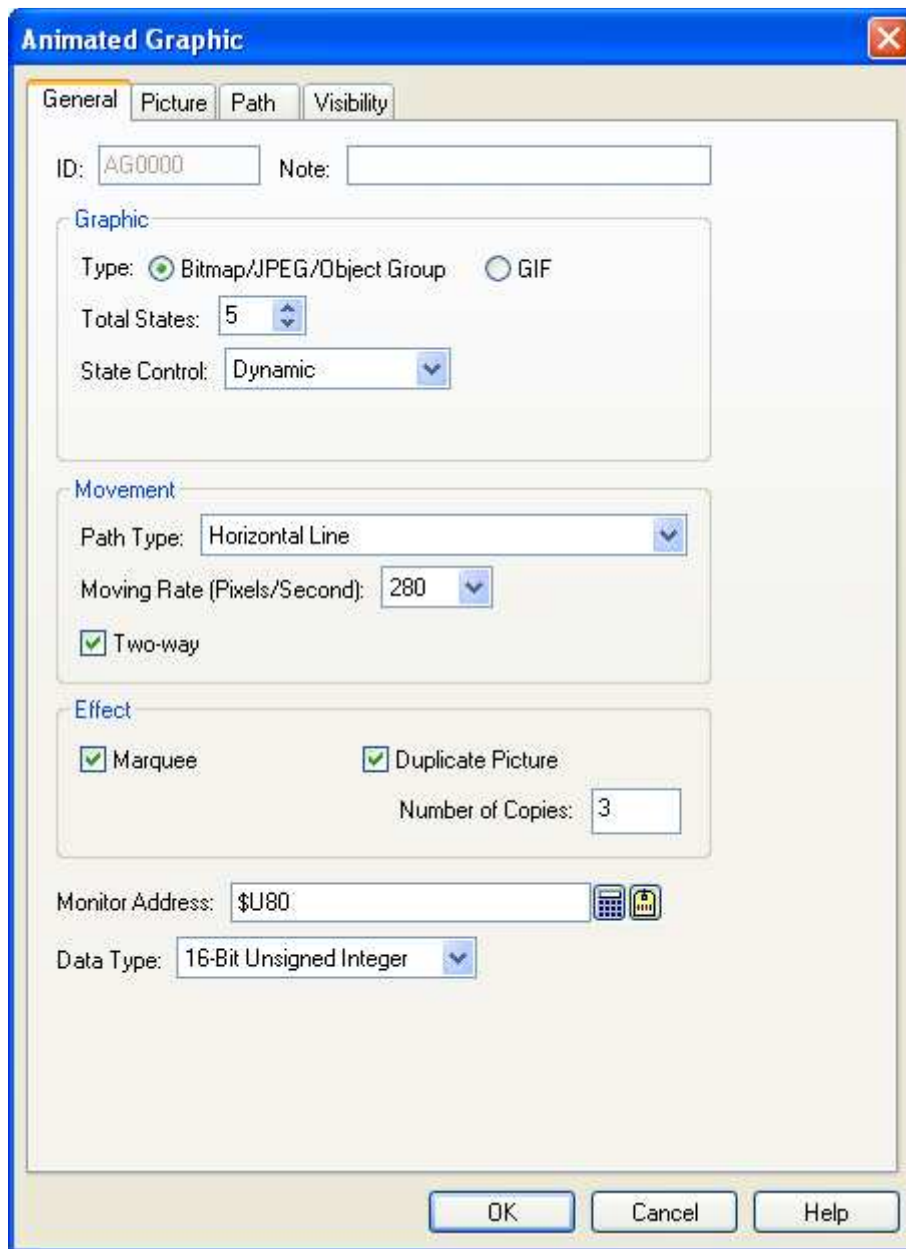 Animated Graphic
General Picture Path Visibility
ID: AG0000 Note:
Graphic
Type: Bitmap/JPEG/Object Group GIF
Total States: 5
State Control: Dynamic
Movement
Path Type: Horizontal Line
Moving Rate (Pixels/Second): 280
Two-way
Effect
Marquee Duplicate Picture
Number of Copies: 3
Monitor Address: $U80
Data Type: 16-Bit Unsigned Integer
OK Cancel Help